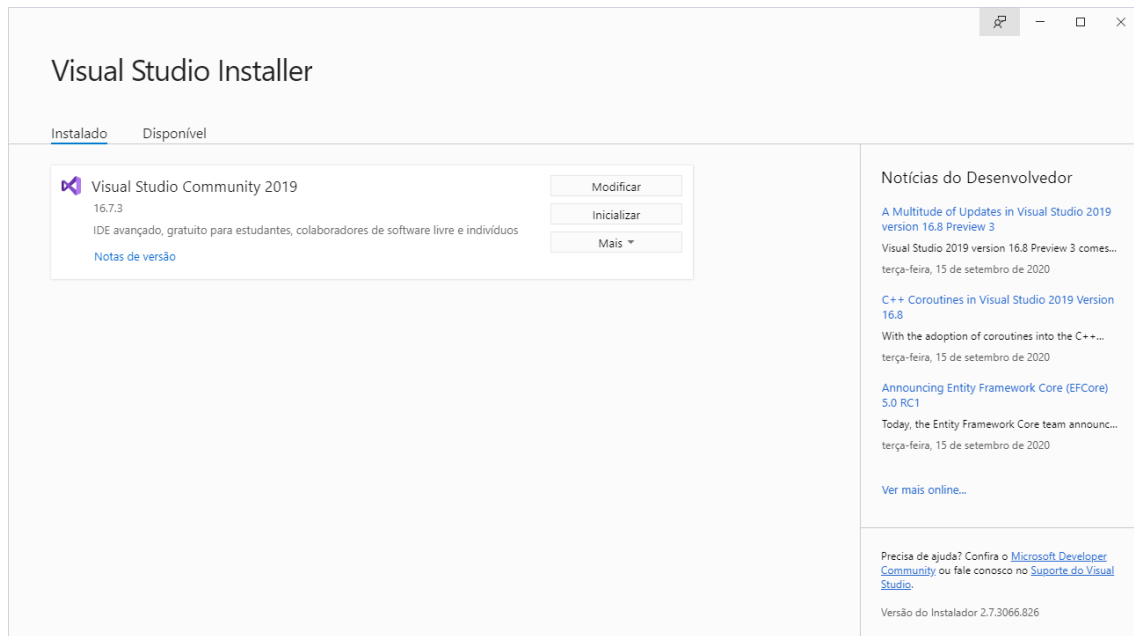 Visual Studio Installer
Instalado
Disponível
Visual Studio Community 2019
16.7.3
IDE avançado, gratuito para estudantes, colaboradores de software livre e indivíduos
Notas de versão
Modificar
Inicializar
Mais
Notícias do Desenvolvedor
A Multitude of Updates in Visual Studio 2019
version 16.8 Preview 3
Visual Studio 2019 version 16.8 Preview 3 comes...
terça-feira, 15 de setembro de 2020
C++ Coroutines in Visual Studio 2019 Version
16.8
With the adoption of coroutines into the C++...
terça-feira, 15 de setembro de 2020
Announcing Entity Framework Core (EFCore)
5.0 RC1
Today, the Entity Framework Core team announc...
terça-feira, 15 de setembro de 2020
Ver mais online...
Precisa de ajuda? Confira o Microsoft Developer
Community ou fale conosco no Suporte do Visual
Studio.
Versão do Instalador 2.7.3066.826